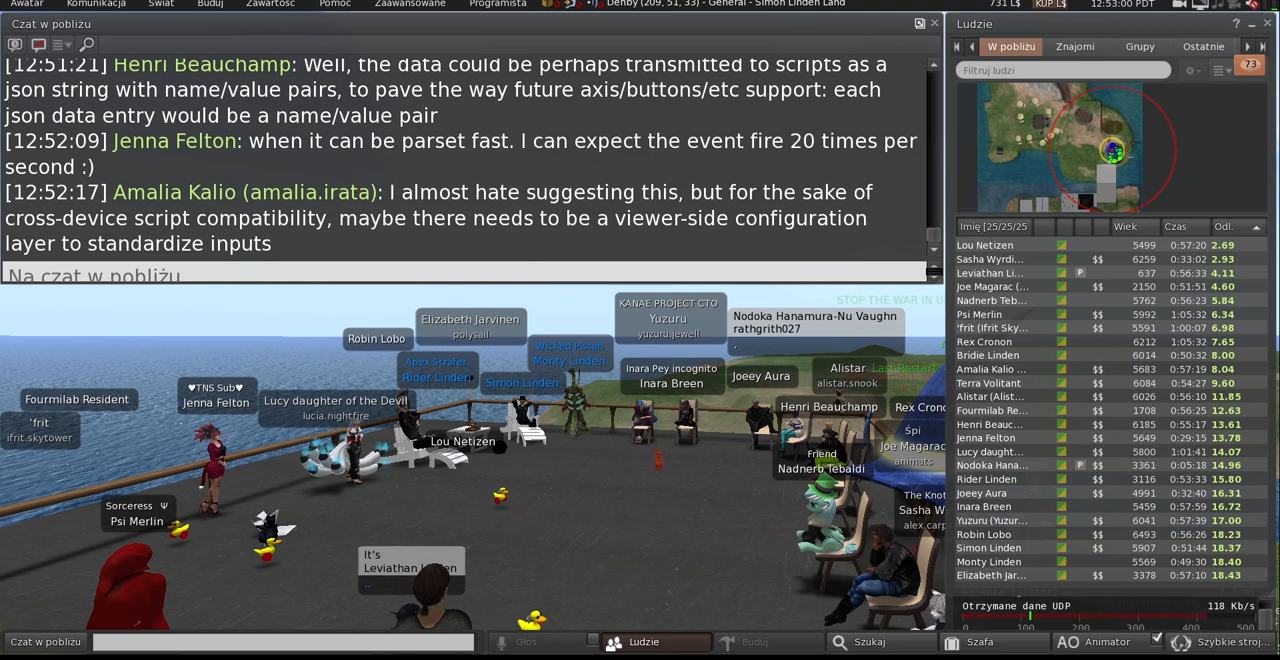 Awatar Komunikacja Świat Buduj Zawartość Pomoc Zaawansowane Programista Denby (209, 51, 33) - General - Simon Linden Land 731 L$ KUP L$ 12:53:00 PDT
Czat w pobliżu
[12:51:21] Henri Beauchamp: Well, the data could be perhaps transmitted to scripts as a
json string with name/value pairs, to pave the way future axis/buttons/etc support: each
json data entry would be a name/value pair
[12:52:09] Jenna Felton: when it can be parset fast. I can expect the event fire 20 times per
second :)
[12:52:17] Amalia Kalio (amalia.irata): I almost hate suggesting this, but for the sake of
cross-device script compatibility, maybe there needs to be a viewer-side configuration
layer to standardize inputs
Na czat w pobliżu
STOP THE WAR IN U
KANAE PROJECT CTO
Yuzuru
yuzuru.jewell
Nodoka Hanamura-Nu Vaughn
rathgrith027
.
Elizabeth Jarvinen
polysail
Robin Lobo
Wicked Pissah
Monty Linden
Apex Strafer
Rider Linden
Simon Linden
Inara Pey incognito
Inara Breen
Joeey Aura
Alistar
alistar.snook
Last Restart
♥TNS Sub♥
Jenna Felton
Fourmilab Resident
Lucy daughter of the Devil
lucia.nightfire
Henri Beauchamp
Rex Crono
'frit
ifrit.skytower
Lou Netizen
Śpi
Joe Magarac
animats
Friend
Nadnerb Tebaldi
The Knot
Sasha W
alex.carp
Sorceress Ψ
Psi Merlin
It's
Leviathan Linden
..
Ludzie
? _ ×
W pobliżu Znajomi Grupy Ostatnie
Filtruj ludzi
73
Imię [25/25/25 Wiek Czas Odl.
Lou Netizen 5499 0:57:20 2.69
Sasha Wyrdi... $$ 6259 0:33:02 2.93
Leviathan Li... P 637 0:56:33 4.11
Joe Magarac (... $$ 2150 0:51:51 4.60
Nadnerb Teb... 5762 0:56:23 5.84
Psi Merlin $$ 5992 1:05:32 6.34
'frit (Ifrit Sky... $$ 5591 1:00:07 6.98
Rex Cronon $$ 6212 1:05:32 7.65
Bridie Linden 6014 0:50:32 8.00
Amalia Kalio ... $$ 5683 0:57:19 8.04
Terra Volitant $$ 6084 0:54:27 9.60
Alistar (Alist... $$ 6026 0:56:10 11.85
Fourmilab Re... $$ 1708 0:56:25 12.63
Henri Beauc... $$ 6185 0:55:17 13.61
Jenna Felton $$ 5649 0:29:15 13.78
Lucy daught... $$ 5800 1:01:41 14.07
Nodoka Hana... P $$ 3361 0:05:18 14.96
Rider Linden $$ 3116 0:53:33 15.80
Joeey Aura $$ 4991 0:32:40 16.31
Inara Breen 5459 0:57:59 16.72
Yuzuru (Yuzur... $$ 6041 0:57:39 17.00
Robin Lobo $$ 6493 0:56:26 18.23
Simon Linden $$ 5907 0:51:44 18.37
Monty Linden 5569 0:49:30 18.40
Elizabeth Jar... $$ 3378 0:57:10 18.43
Otrzymane dane UDP 118 Kb/s
0 100 200 300 400 500
Czat w pobliżu Głos Ludzie Buduj Szukaj Szafa AO Animator Szybkie stroj...